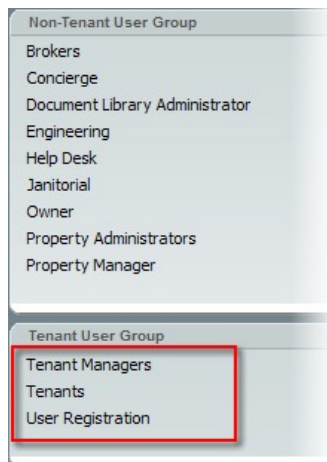 Non-Tenant User Group
Brokers
Concierge
Document Library Administrator
Engineering
Help Desk
Janitorial
Owner
Property Administrators
Property Manager
Tenant User Group
Tenant Managers
Tenants
User Registration